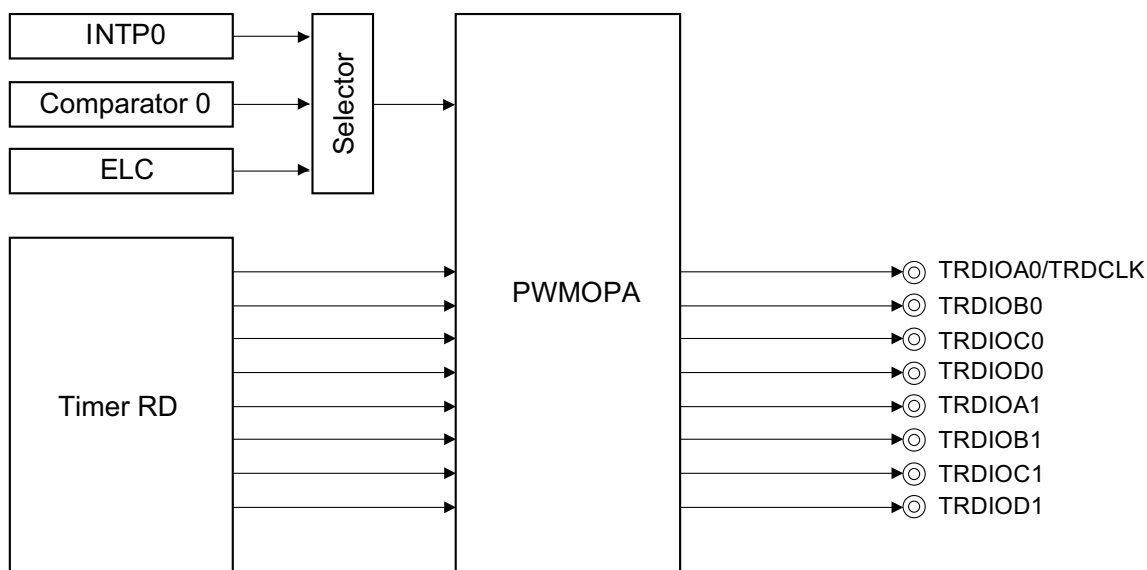 INTP0
Comparator 0
ELC
Selector
Timer RD
PWMOPA
TRDIOA0/TRDCLK
TRDIOB0
TRDIOC0
TRDIOD0
TRDIOA1
TRDIOB1
TRDIOC1
TRDIOD1